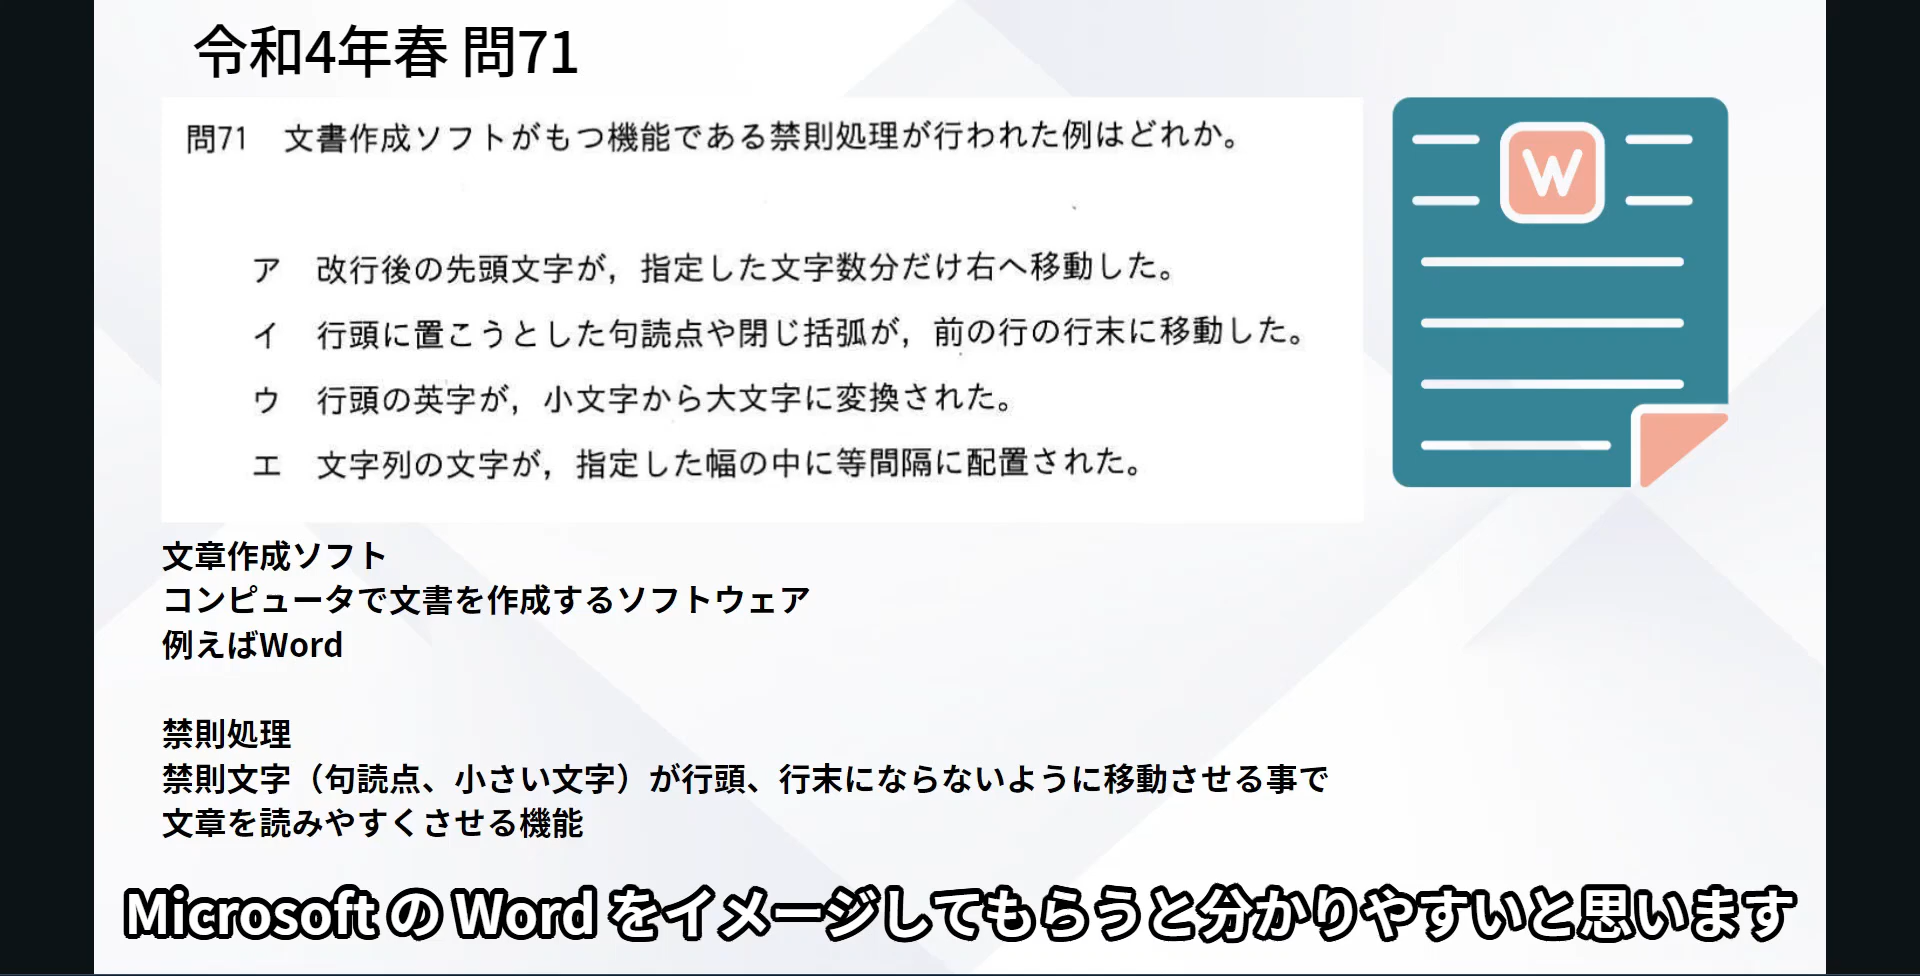 令和4年春 問71
問71 文書作成ソフトがもつ機能である禁則処理が行われた例はどれか。
W
ア 改行後の先頭文字が，指定した文字数分だけ右へ移動した。
イ 行頭に置こうとした句読点や閉じ括弧が，前の行の行末に移動した。
ウ 行頭の英字が，小文字から大文字に変換された。
エ 文字列の文字が，指定した幅の中に等間隔に配置された。
文章作成ソフト
コンピュータで文書を作成するソフトウェア
例えばWord
禁則処理
禁則文字（句読点、小さい文字）が行頭、行末にならないように移動させる事で
文章を読みやすくさせる機能
Microsoft の Word をイメージしてもらうと分かりやすいと思います